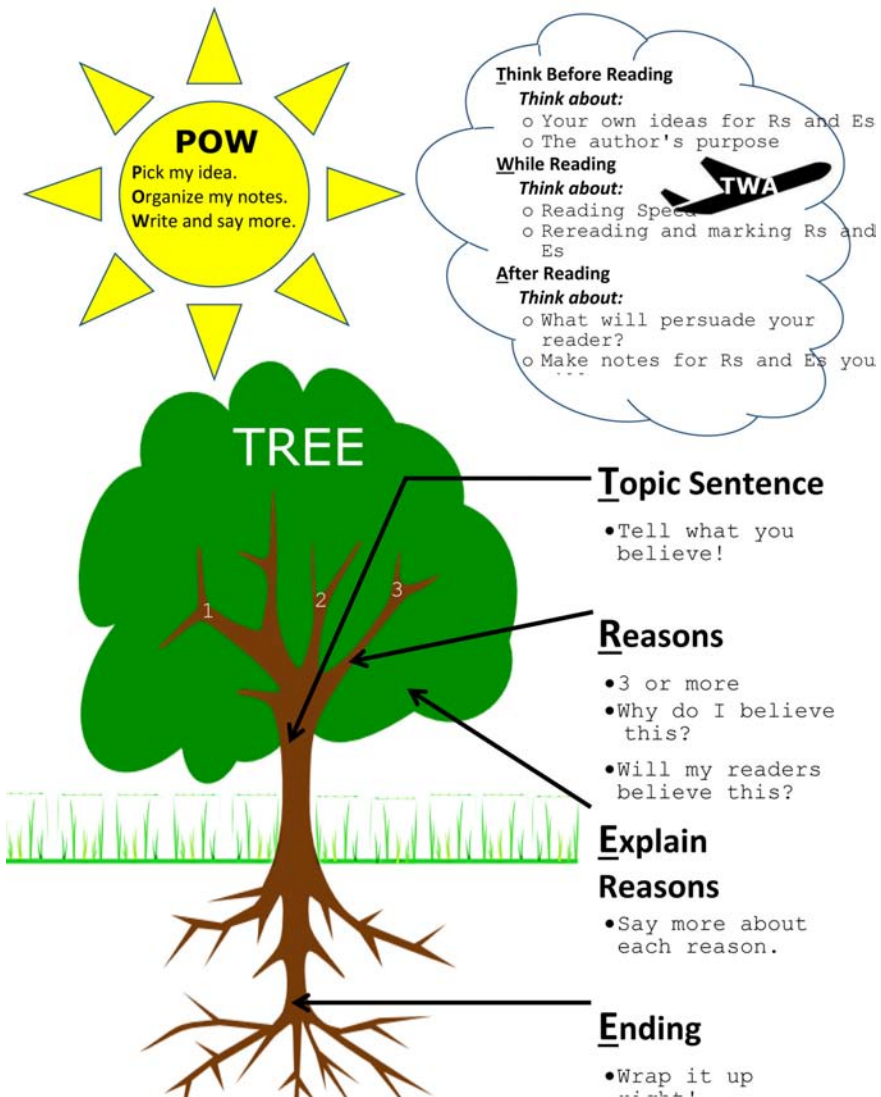 POW
Pick my idea.
Organize my notes.
Write and say more.
Think Before Reading
Think about:
o Your own ideas for Rs and Es
o The author's purpose
While Reading
Think about:
o Reading Speed
o Rereading and marking Rs and
Es
After Reading
Think about:
o What will persuade your
reader?
o Make notes for Rs and Es you
TWA
TREE
1
2
3
Topic Sentence
•Tell what you
believe!
Reasons
•3 or more
•Why do I believe
this?
•Will my readers
believe this?
Explain
Reasons
•Say more about
each reason.
Ending
•Wrap it up